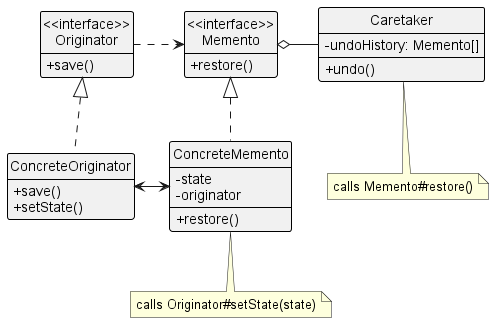 <<interface>>
Originator
+save()
<<interface>>
Memento
+restore()
Caretaker
-undoHistory: Memento[]
+undo()
ConcreteOriginator
+save()
+setState()
ConcreteMemento
-state
-originator
+restore()
calls Memento#restore()
calls Originator#setState(state)